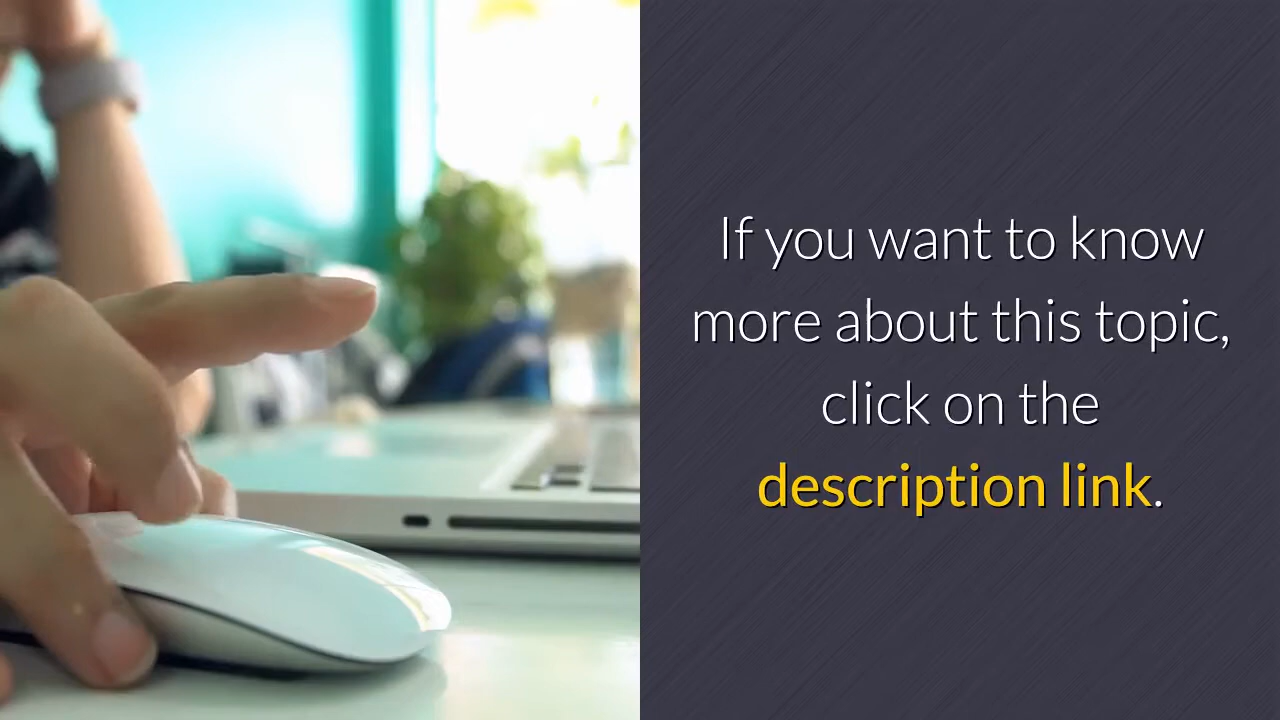 If you want to know
more about this topic,
click on the
description link.